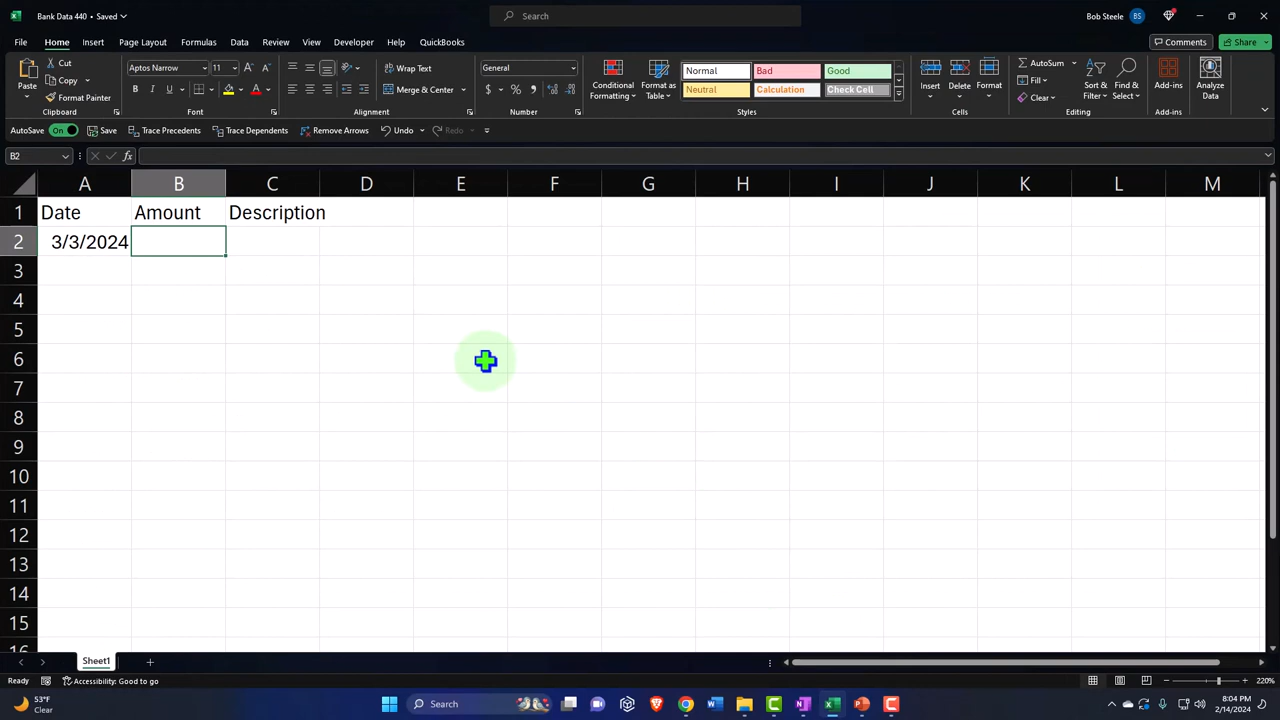 Bank Data 440 • Saved
Search
Bob Steele BS
File Home Insert Page Layout Formulas Data Review View Developer Help QuickBooks
Comments Share
Paste
Cut
Copy
Format Painter
Clipboard
Aptos Narrow 11
B I U
Font
Wrap Text
Merge & Center
Alignment
General
$ % 9
Number
Conditional Formatting
Format as Table
Normal Bad Good
Neutral Calculation Check Cell
Styles
Insert Delete Format
Cells
AutoSum
Fill
Clear
Sort & Filter
Find & Select
Editing
Add-ins
Add-ins
Analyze Data
AutoSave On Save Trace Precedents Trace Dependents Remove Arrows Undo Redo
B2 fx
A B C D E F G H I J K L M
1 Date Amount Description
2 3/3/2024
3
4
5
6
7
8
9
10
11
12
13
14
15
16
Sheet1
Ready Accessibility: Good to go 220%
53°F
Clear
Search
8:04 PM
2/14/2024